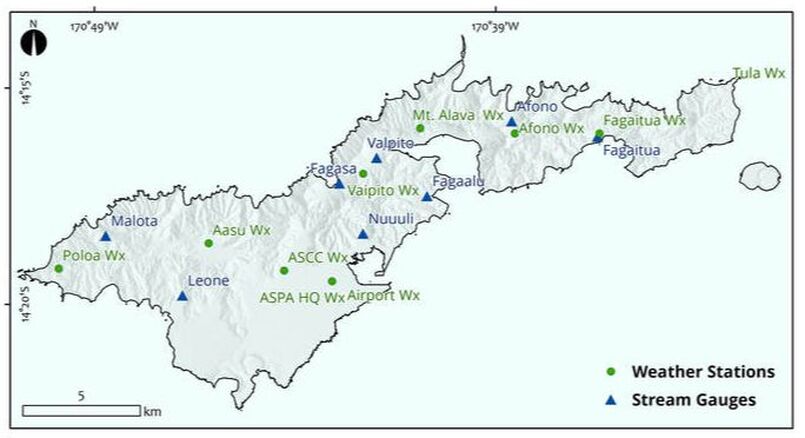 170°49'W
170°39'W
N
14°15'S
Tula Wx
Afono
Mt. Alava Wx
Afono Wx
Fagaitua Wx
Valpito
Fagaitua
Fagasa
Vaipito Wx
Fagaalu
Malota
Nuuuli
Aasu Wx
Poloa Wx
ASCC Wx
Leone
ASPA HQ Wx
Airport Wx
14°20'S
Weather Stations
5
Stream Gauges
km